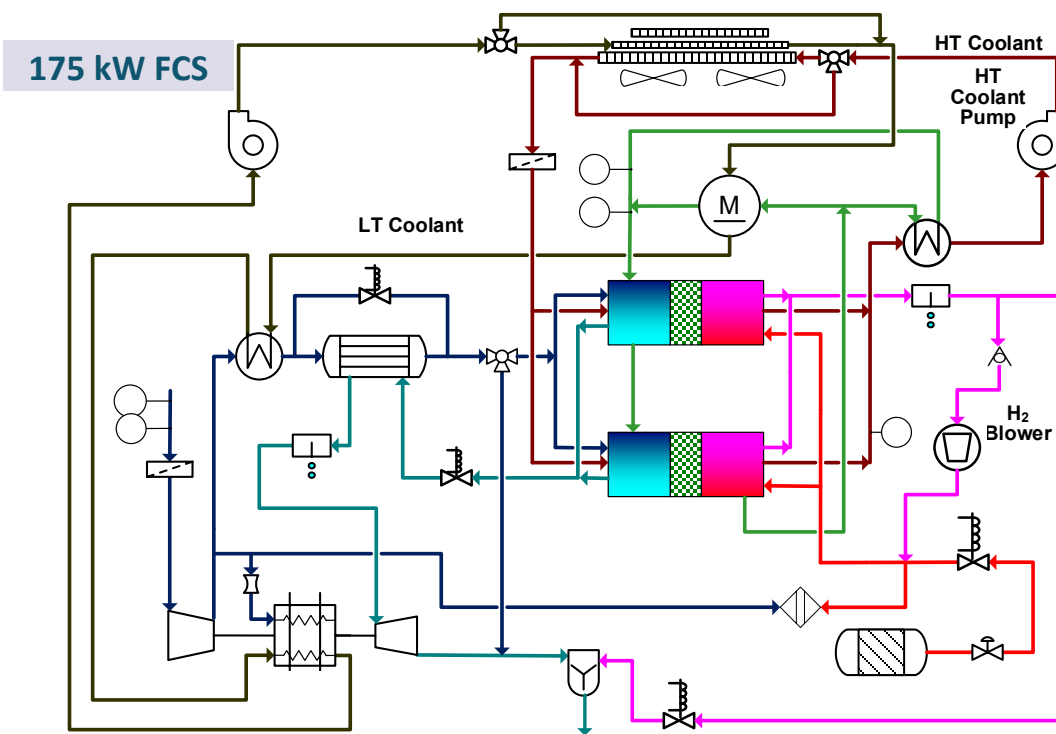 175 kW FCS
HT Coolant
HT
Coolant
Pump
M
LT Coolant
H₂
Blower